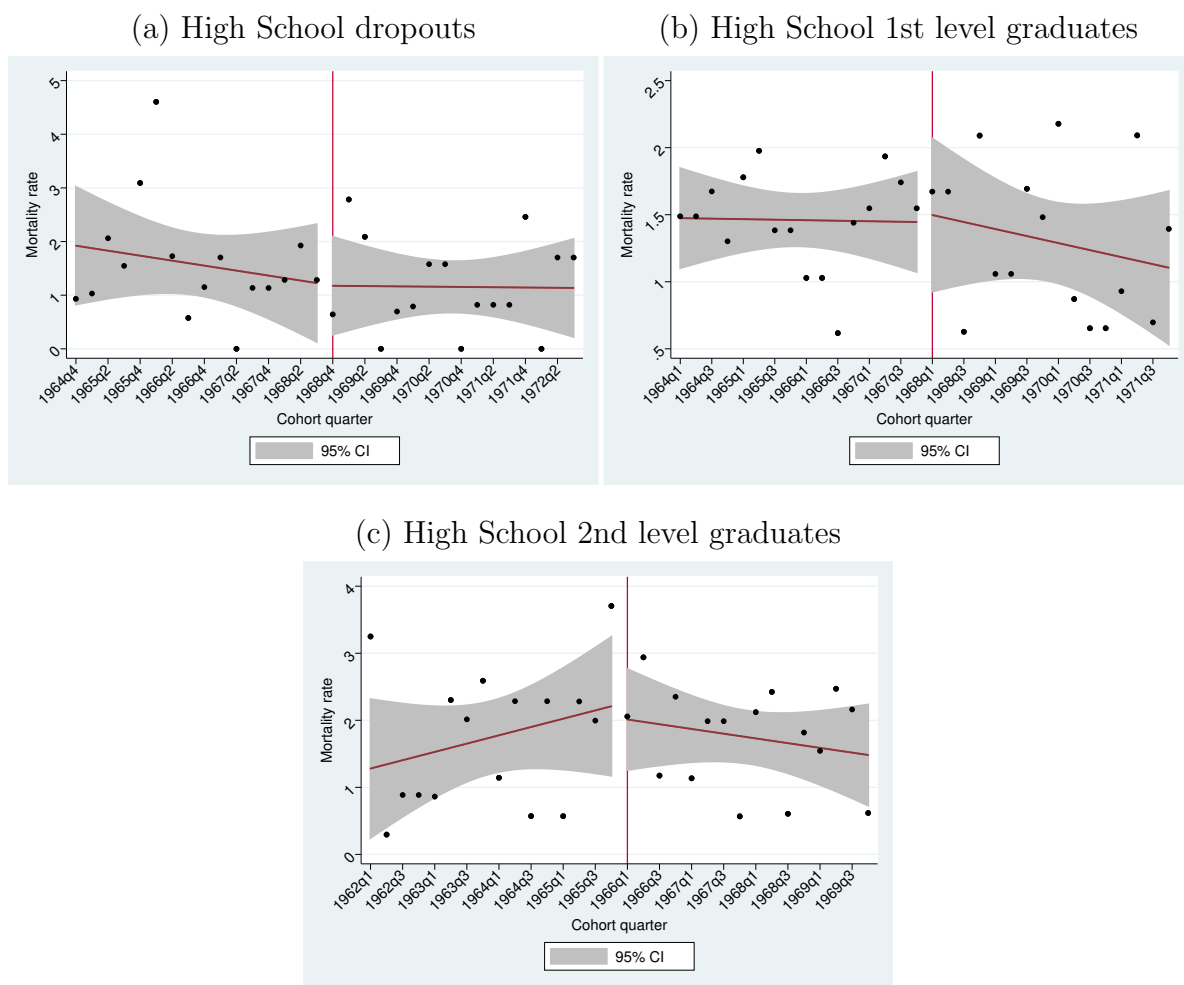 (a) High School dropouts
Mortality rate
5
4
3
2
1
0
1964q4
1965q2
1965q4
1966q2
1966q4
1967q2
1967q4
1968q2
1968q4
1969q2
1969q4
1970q2
1970q4
1971q2
1971q4
1972q2
Cohort quarter
95% CI
(b) High School 1st level graduates
Mortality rate
2.5
2
1.5
1
.5
1964q1
1964q3
1965q1
1965q3
1966q1
1966q3
1967q1
1967q3
1968q1
1968q3
1969q1
1969q3
1970q1
1970q3
1971q1
1971q3
Cohort quarter
95% CI
(c) High School 2nd level graduates
Mortality rate
4
3
2
1
0
1962q1
1962q3
1963q1
1963q3
1964q1
1964q3
1965q1
1965q3
1966q1
1966q3
1967q1
1967q3
1968q1
1968q3
1969q1
1969q3
Cohort quarter
95% CI